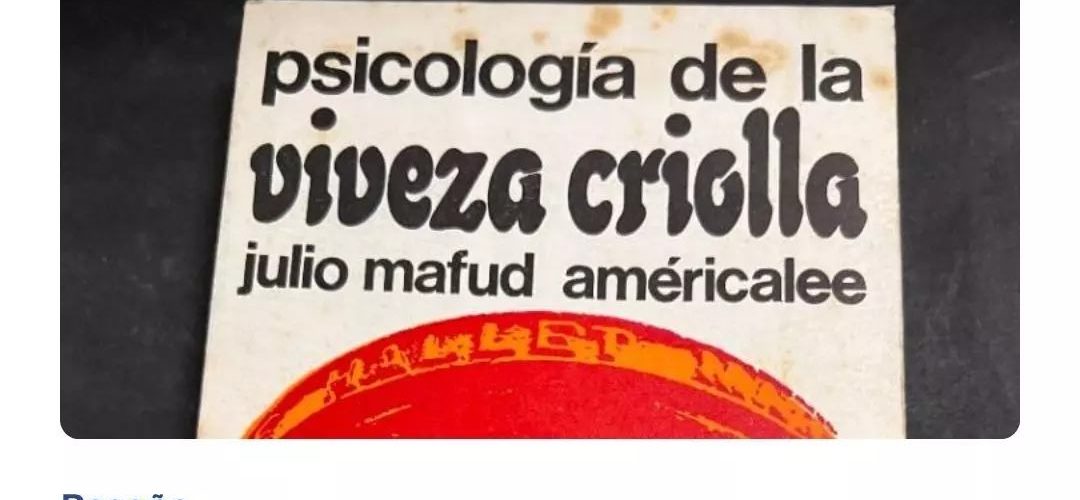 psicología de la
viveza criolla
julio mafud américalee